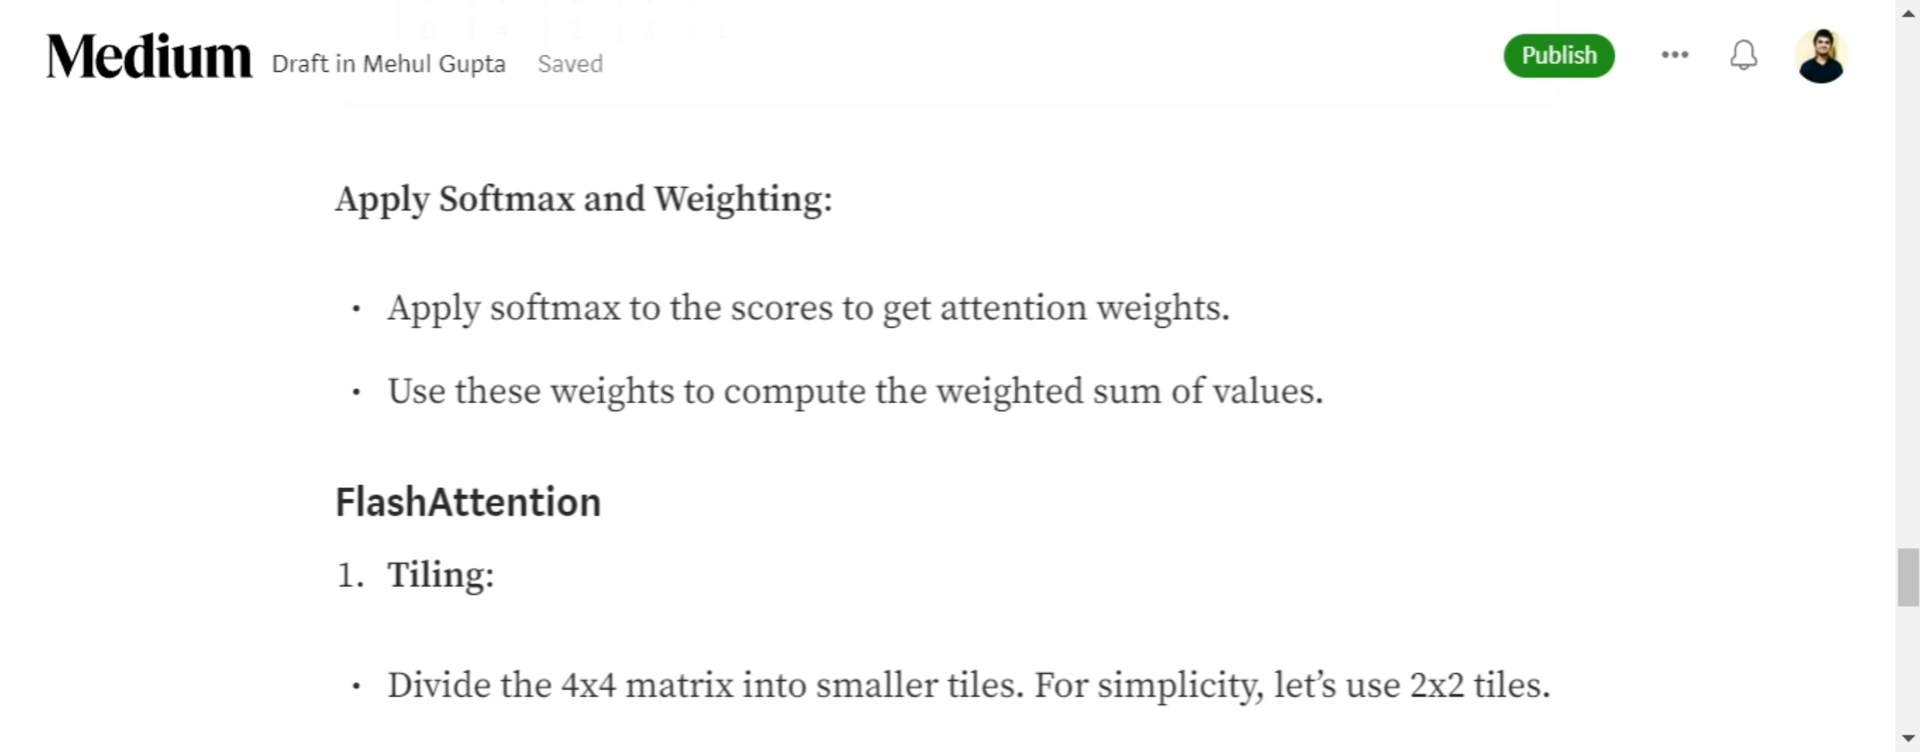 Medium Draft in Mehul Gupta Saved Publish
Apply Softmax and Weighting:
• Apply softmax to the scores to get attention weights.
• Use these weights to compute the weighted sum of values.
FlashAttention
1. Tiling:
• Divide the 4x4 matrix into smaller tiles. For simplicity, let’s use 2x2 tiles.